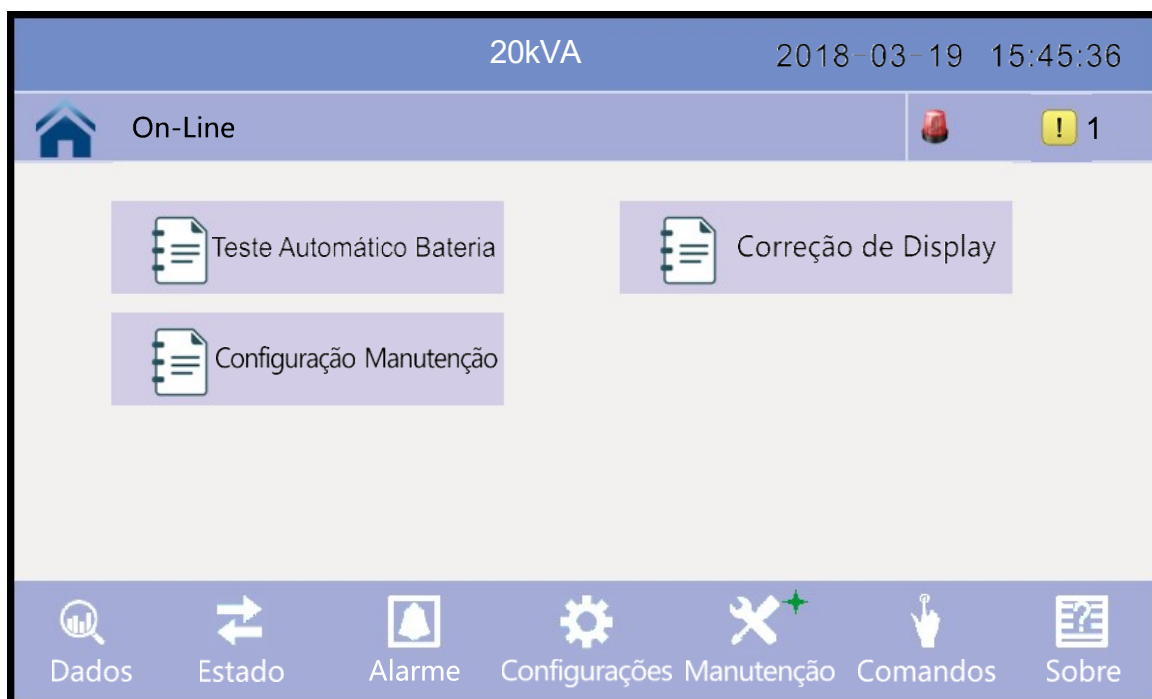 20kVA 2018-03-19 15:45:36
On-Line ! 1
Teste Automático Bateria Correção de Display
Configuração Manutenção
Dados Estado Alarme Configurações Manutenção Comandos Sobre